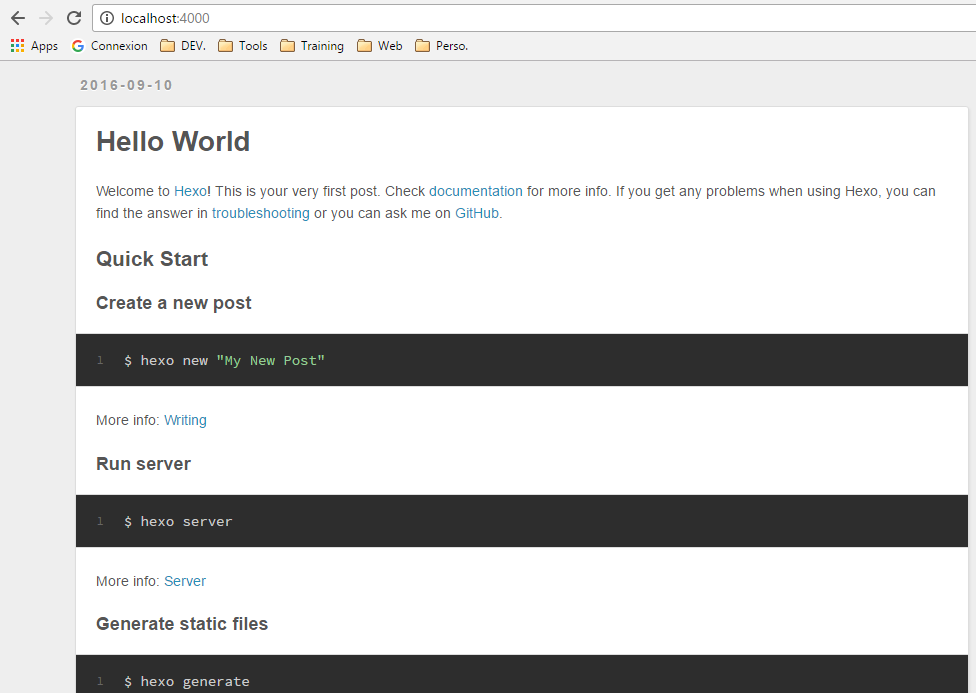 localhost:4000
Apps Connexion DEV. Tools Training Web Perso.
2016-09-10
Hello World
Welcome to Hexo! This is your very first post. Check documentation for more info. If you get any problems when using Hexo, you can
find the answer in troubleshooting or you can ask me on GitHub.
Quick Start
Create a new post
1 $ hexo new "My New Post"
More info: Writing
Run server
1 $ hexo server
More info: Server
Generate static files
1 $ hexo generate